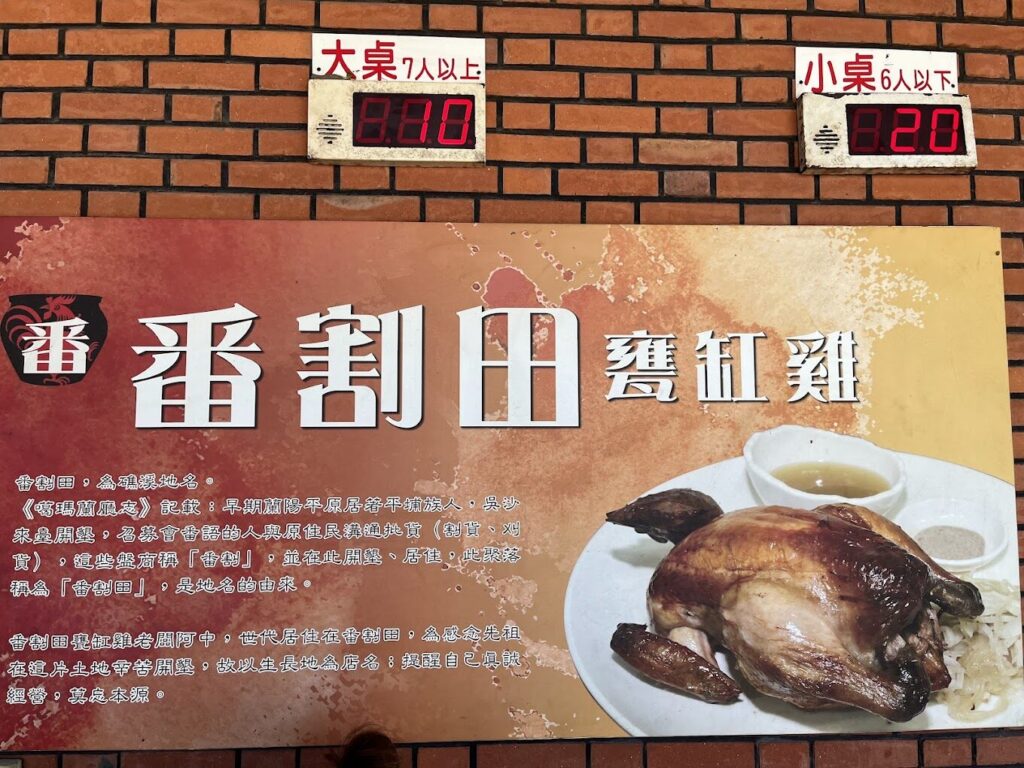 大桌 7人以上
10
小桌 6人以下
20
番
番割田 甕缸雞
番割田，為礁溪地名。
《噶瑪蘭廳志》記載：早期蘭陽平原居著平埔族人，吳沙
來臺開墾，召募會番語的人與原住民溝通批貨（割貨、刈
貨），這些盤商稱「番割」，並在此開墾、居住，此聚落
稱為「番割田」，是地名的由來。
番割田甕缸雞老闆阿中，世代居住在番割田，為感念先祖
在這片土地辛苦開墾，故以生長地為店名；提醒自己真誠
經營，莫忘本源。